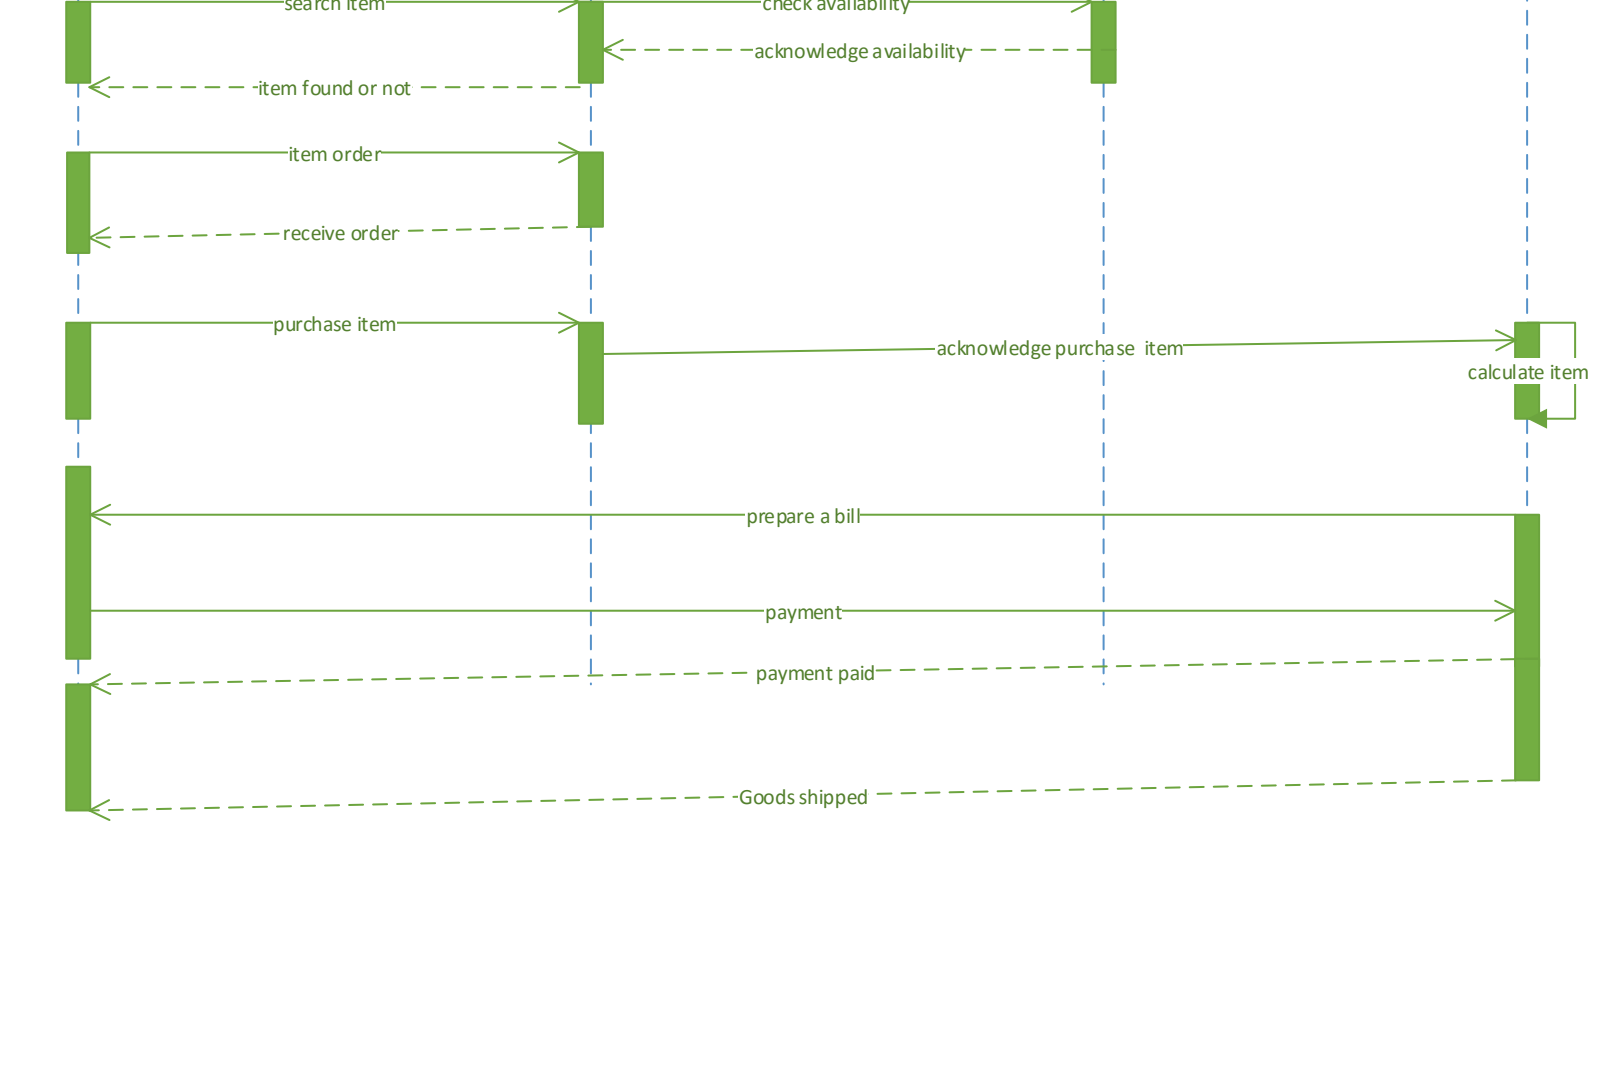 search item
check availability
acknowledge availability
item found or not
item order
receive order
purchase item
acknowledge purchase item
calculate item
prepare a bill
payment
payment paid
Goods shipped